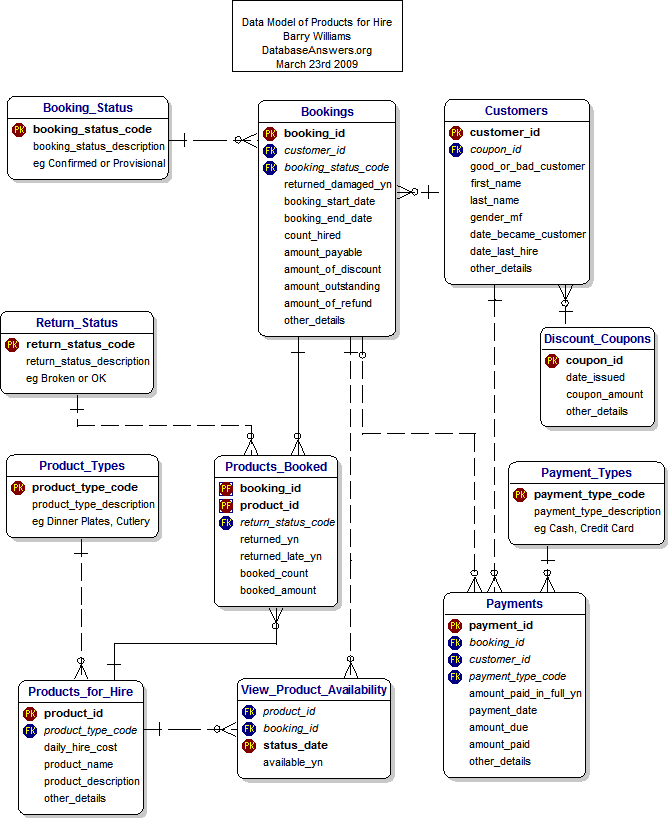 Data Model of Products for Hire
Barry Williams
DatabaseAnswers.org
March 23rd 2009
Booking_Status
PK booking_status_code
booking_status_description
eg Confirmed or Provisional
Bookings
PK booking_id
FK customer_id
FK booking_status_code
returned_damaged_yn
booking_start_date
booking_end_date
count_hired
amount_payable
amount_of_discount
amount_outstanding
amount_of_refund
other_details
Customers
PK customer_id
FK coupon_id
good_or_bad_customer
first_name
last_name
gender_mf
date_became_customer
date_last_hire
other_details
Return_Status
PK return_status_code
return_status_description
eg Broken or OK
Discount_Coupons
PK coupon_id
date_issued
coupon_amount
other_details
Product_Types
PK product_type_code
product_type_description
eg Dinner Plates, Cutlery
Products_Booked
PF booking_id
PF product_id
FK return_status_code
returned_yn
returned_late_yn
booked_count
booked_amount
Payment_Types
PK payment_type_code
payment_type_description
eg Cash, Credit Card
Payments
PK payment_id
FK booking_id
FK customer_id
FK payment_type_code
amount_paid_in_full_yn
payment_date
amount_due
amount_paid
other_details
Products_for_Hire
PK product_id
FK product_type_code
daily_hire_cost
product_name
product_description
other_details
View_Product_Availability
FK product_id
FK booking_id
PK status_date
available_yn